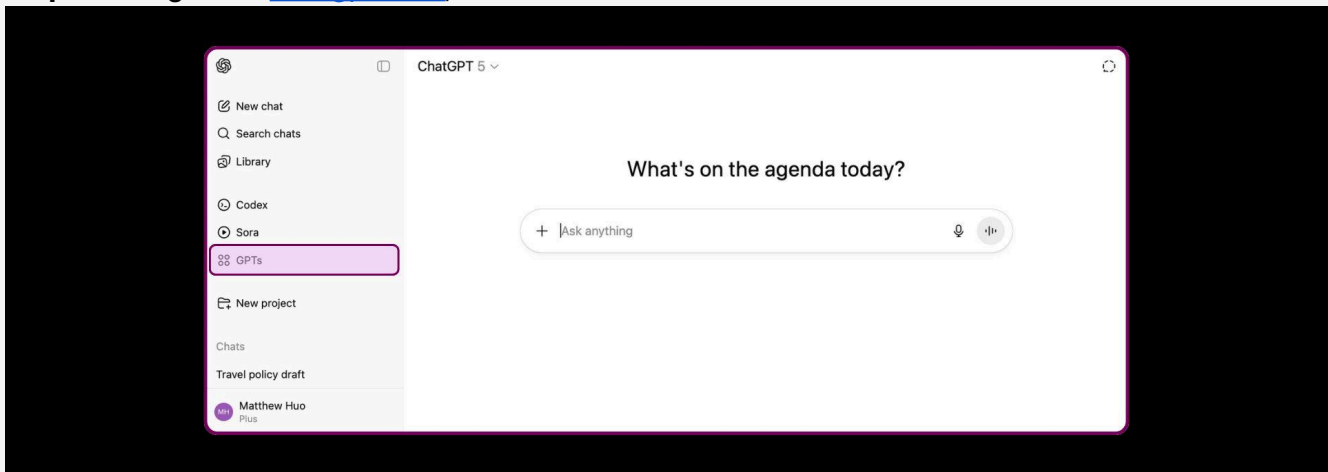 ChatGPT 5
New chat
Search chats
Library
Codex
Sora
GPTs
New project
Chats
Travel policy draft
MH
Matthew Huo
Plus
What's on the agenda today?
Ask anything